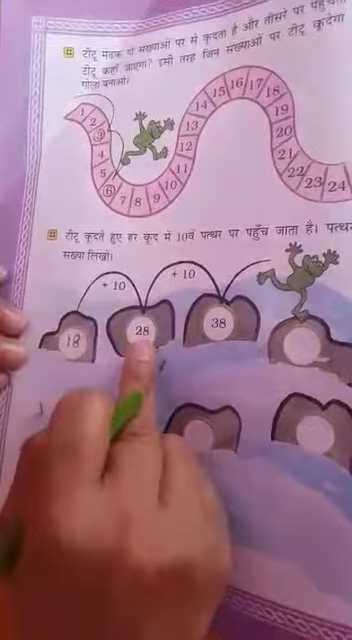 टीटू मेंढक दो संख्याओं पर से कूदता है और तीसरे पर पहुँचता
टीटू कहाँ जाएगा? इसी तरह जिन संख्याओं पर टीटू कूदेगा
गोला बनाओ।
1 2 3 4 5 6 7 8 9 10 11 12 13 14 15 16 17 18 19 20 21 22 23 24
टीटू कूदते हुए हर कूद में 10वें पत्थर पर पहुँच जाता है। पत्थर
संख्या लिखो।
+ 10 + 10
18 28 38